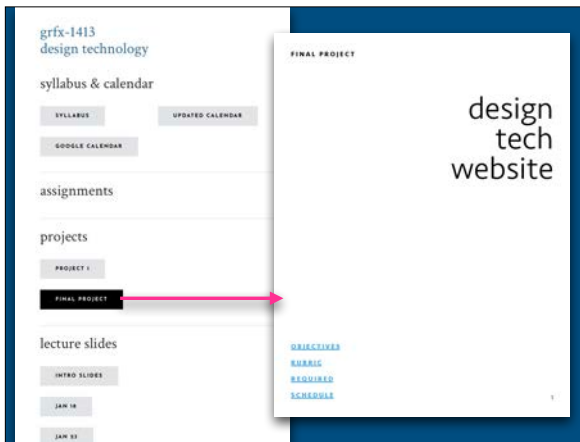 grfx-1413
design technology
syllabus & calendar
SYLLABUS
UPDATED CALENDAR
GOOGLE CALENDAR
assignments
projects
PROJECT 1
FINAL PROJECT
lecture slides
INTRO SLIDES
JAN 18
JAN 23
FINAL PROJECT
design
tech
website
OBJECTIVES
RUBRIC
REQUIRED
SCHEDULE
1